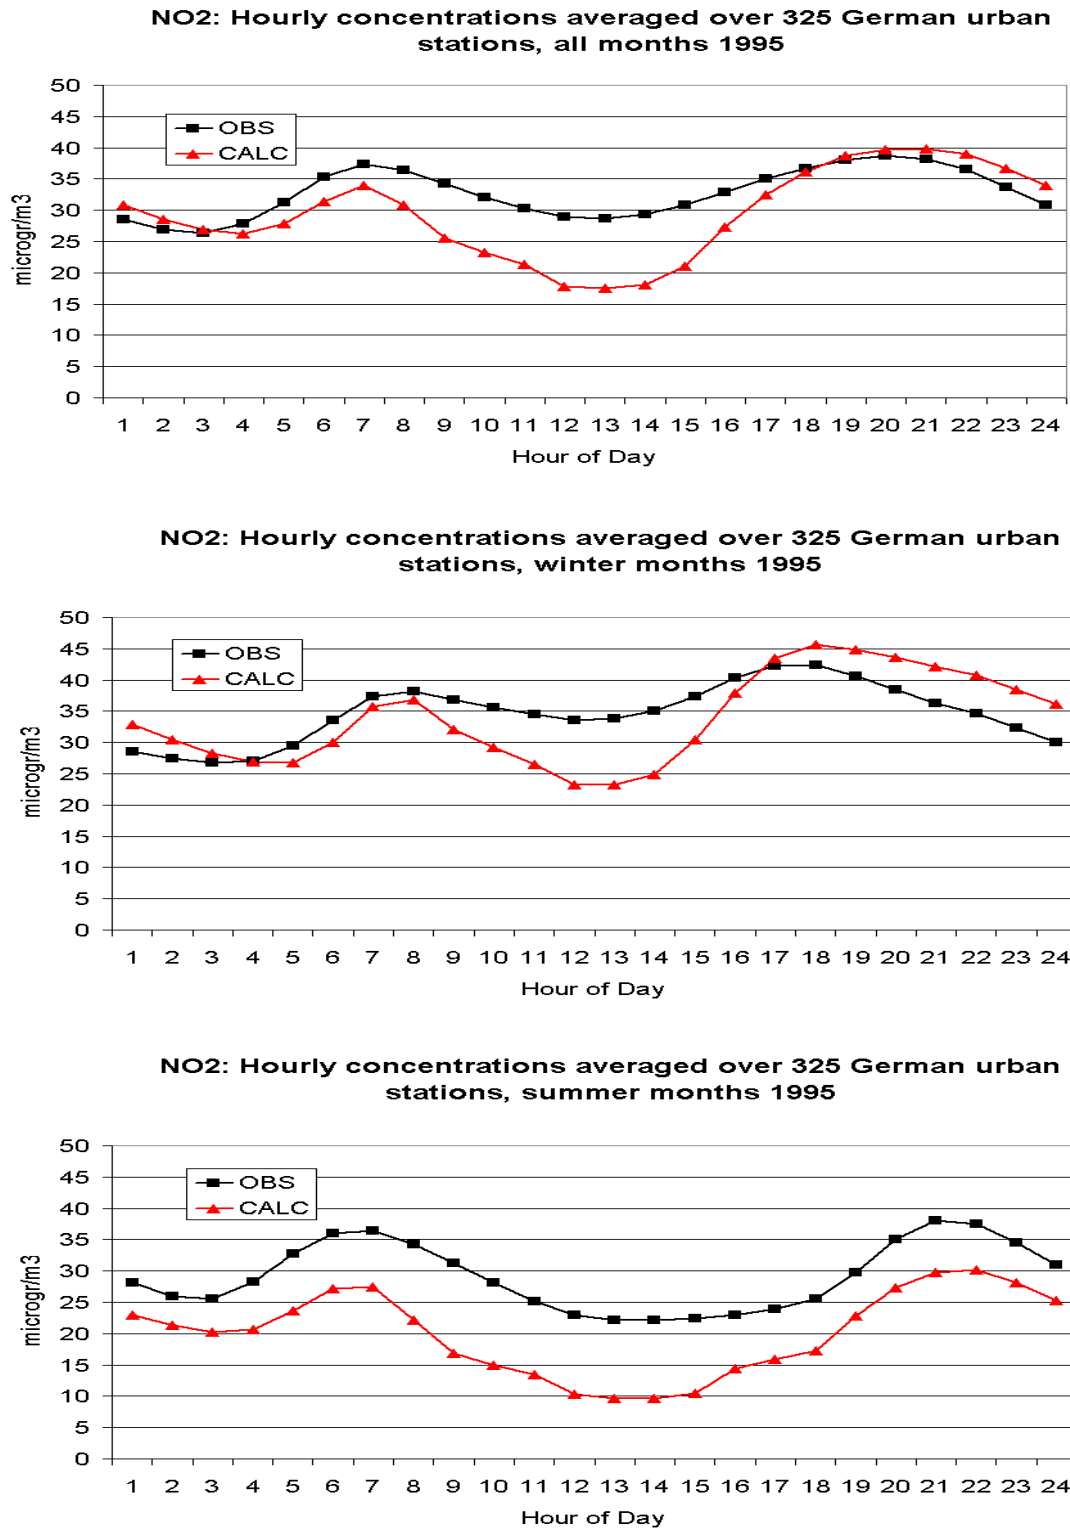 NO2: Hourly concentrations averaged over 325 German urban
stations, all months 1995
50
45
40
35
30
25
20
15
10
5
0
microgr/m3
OBS
CALC
1 2 3 4 5 6 7 8 9 10 11 12 13 14 15 16 17 18 19 20 21 22 23 24
Hour of Day
NO2: Hourly concentrations averaged over 325 German urban
stations, winter months 1995
50
45
40
35
30
25
20
15
10
5
0
microgr/m3
OBS
CALC
1 2 3 4 5 6 7 8 9 10 11 12 13 14 15 16 17 18 19 20 21 22 23 24
Hour of Day
NO2: Hourly concentrations averaged over 325 German urban
stations, summer months 1995
50
45
40
35
30
25
20
15
10
5
0
microgr/m3
OBS
CALC
1 2 3 4 5 6 7 8 9 10 11 12 13 14 15 16 17 18 19 20 21 22 23 24
Hour of Day